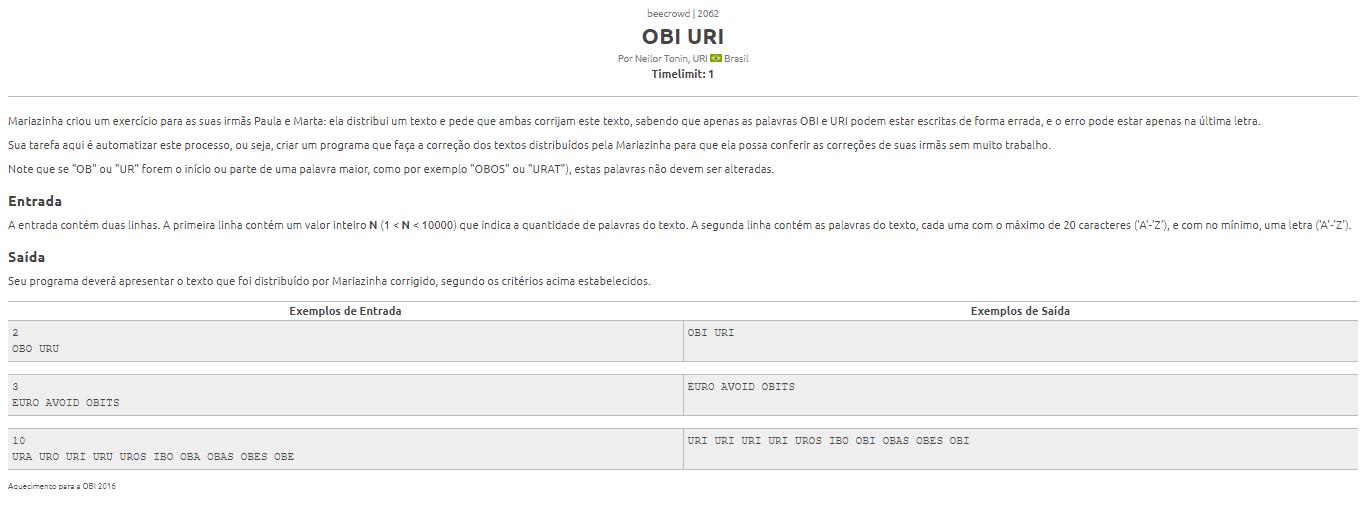 beecrowd | 2062
OBI URI
Por Neilor Tonin, URI Brasil
Timelimit: 1
Mariazinha criou um exercício para as suas irmãs Paula e Marta: ela distribui um texto e pede que ambas corrijam este texto, sabendo que apenas as palavras OBI e URI podem estar escritas de forma errada, e o erro pode estar apenas na última letra.
Sua tarefa aqui é automatizar este processo, ou seja, criar um programa que faça a correção dos textos distribuídos pela Mariazinha para que ela possa conferir as correções de suas irmãs sem muito trabalho.
Note que se "OB" ou "UR" forem o início ou parte de uma palavra maior, como por exemplo "OBOS" ou "URAT"), estas palavras não devem ser alteradas.
Entrada
A entrada contém duas linhas. A primeira linha contém um valor inteiro N (1 < N < 10000) que indica a quantidade de palavras do texto. A segunda linha contém as palavras do texto, cada uma com o máximo de 20 caracteres ('A'-'Z'), e com no mínimo, uma letra ('A'-'Z').
Saída
Seu programa deverá apresentar o texto que foi distribuído por Mariazinha corrigido, segundo os critérios acima estabelecidos.
Exemplos de Entrada Exemplos de Saída
2 OBI URI
OBO URU
3 EURO AVOID OBITS
EURO AVOID OBITS
10 URI URI URI URI UROS IBO OBI OBAS OBES OBI
URA URO URI URU UROS IBO OBA OBAS OBES OBE
Aquecimento para a OBI 2016